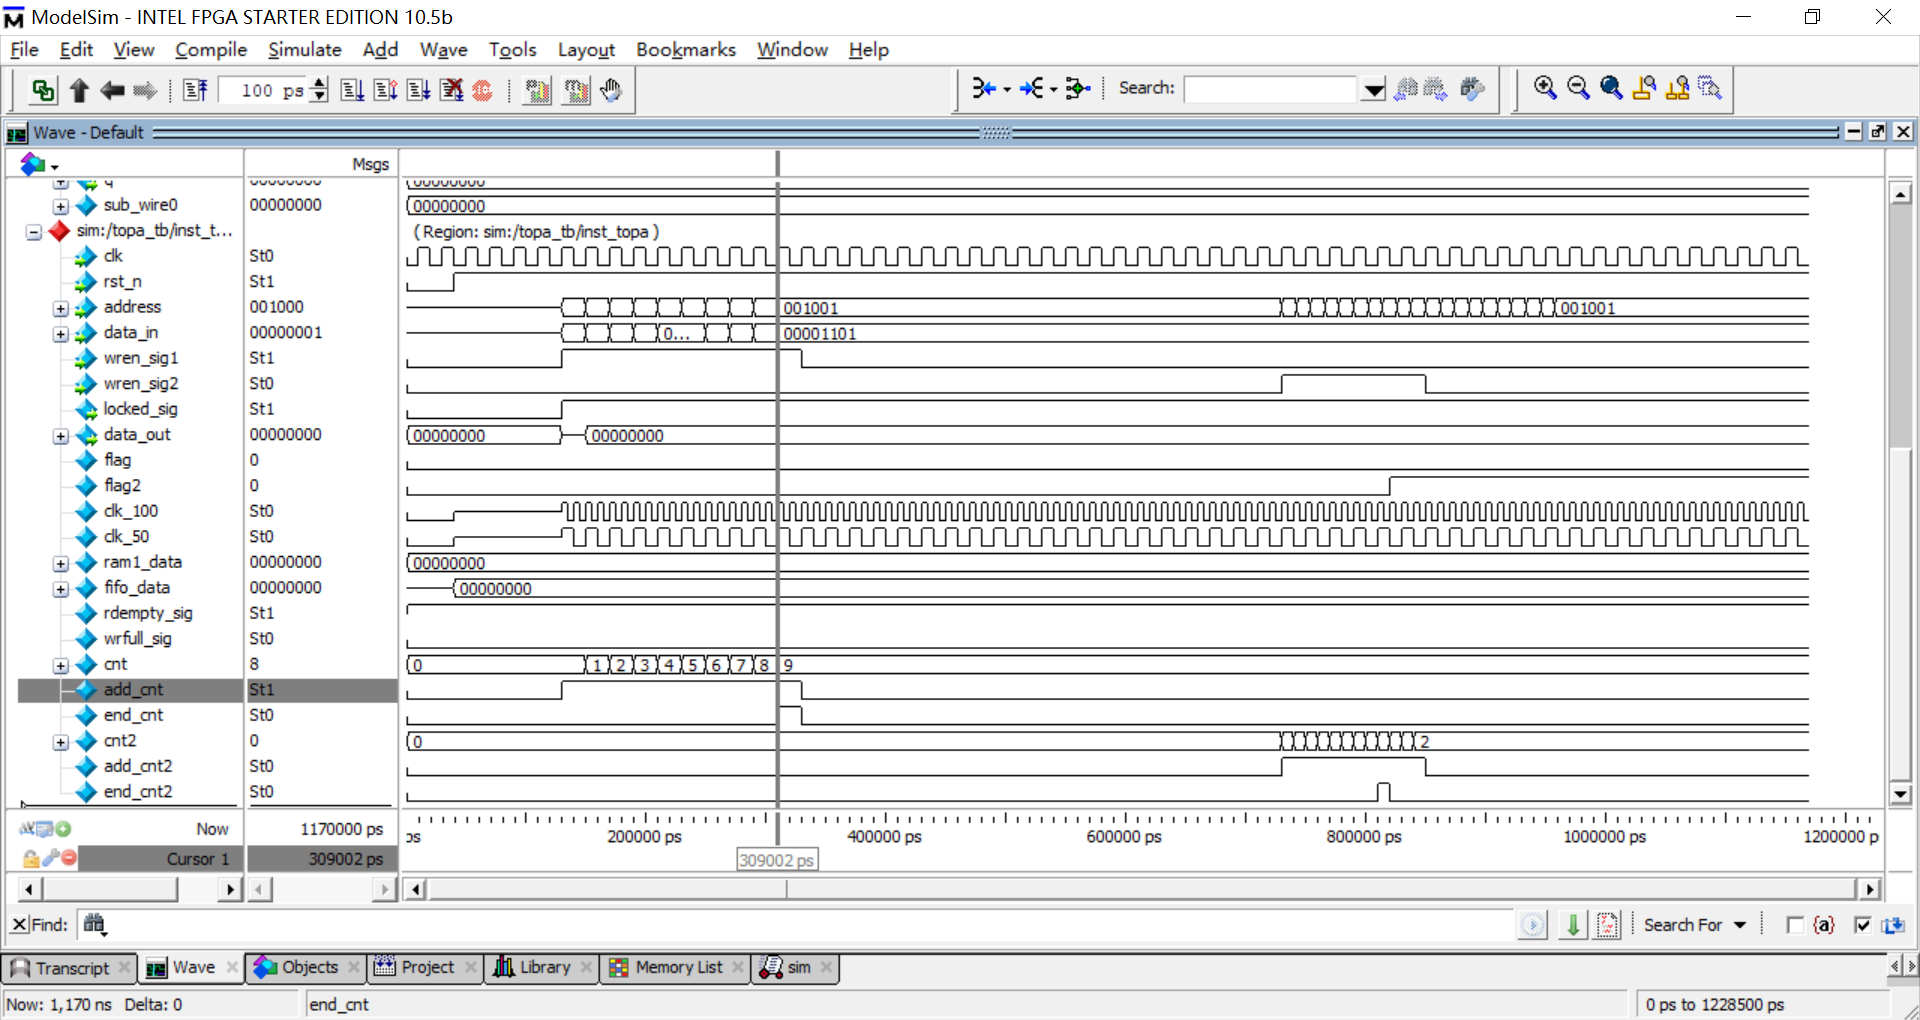 ModelSim - INTEL FPGA STARTER EDITION 10.5b
File Edit View Compile Simulate Add Wave Tools Layout Bookmarks Window Help
100 ps Search:
Wave - Default
Msgs
sub_wire0 00000000 00000000
sim:/topa_tb/inst_t... (Region: sim:/topa_tb/inst_topa )
clk St0
rst_n St1
address 001000 001001 001001
data_in 00000001 0... 00001101
wren_sig1 St1
wren_sig2 St0
locked_sig St1
data_out 00000000 00000000 00000000
flag 0
flag2 0
clk_100 St0
clk_50 St0
ram1_data 00000000 00000000
fifo_data 00000000 00000000
rdempty_sig St1
wrfull_sig St0
cnt 8 0 1 2 3 4 5 6 7 8 9
add_cnt St1
end_cnt St0
cnt2 0 0 2
add_cnt2 St0
end_cnt2 St0
Now 1170000 ps ps 200000 ps 400000 ps 600000 ps 800000 ps 1000000 ps 1200000 p
Cursor 1 309002 ps 309002 ps
Find: Search For {a}
Transcript Wave Objects Project Library Memory List sim
Now: 1,170 ns Delta: 0 end_cnt 0 ps to 1228500 ps